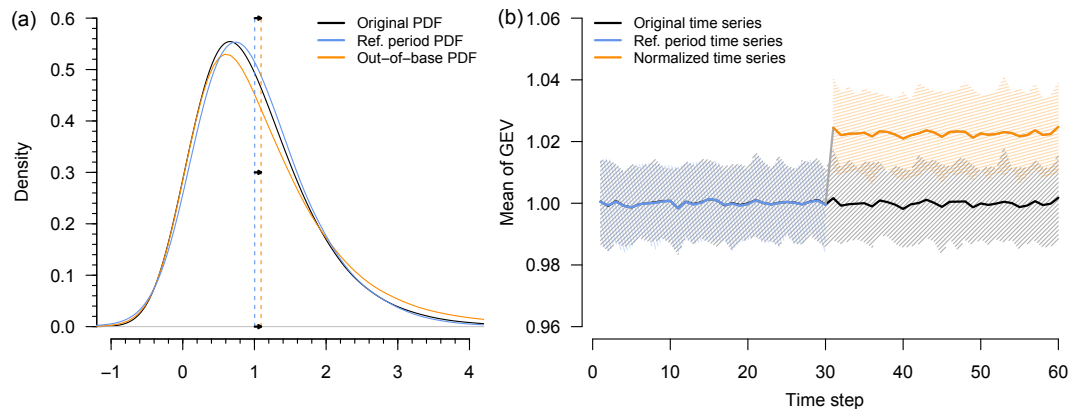 (a)
Original PDF
Ref. period PDF
Out−of−base PDF
Density
0.6
0.5
0.4
0.3
0.2
0.1
0.0
−1 0 1 2 3 4
(b)
Original time series
Ref. period time series
Normalized time series
Mean of GEV
1.06
1.04
1.02
1.00
0.98
0.96
0 10 20 30 40 50 60
Time step